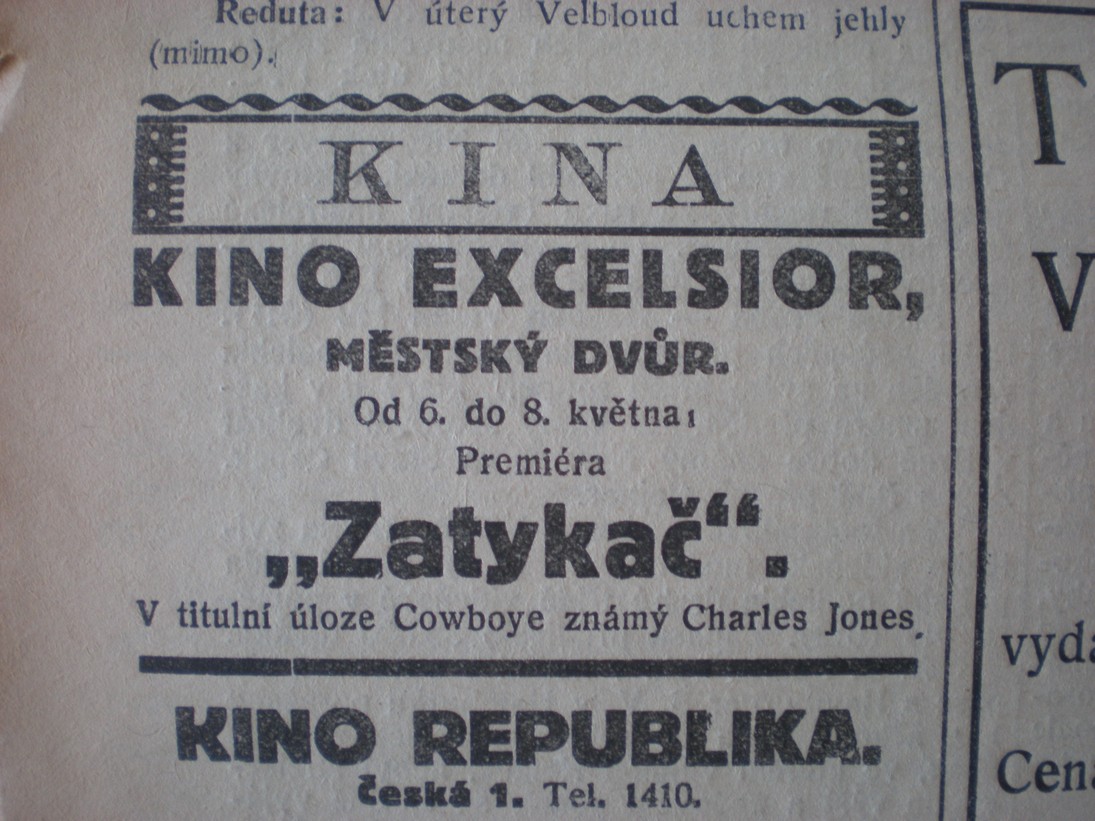 Reduta: V úterý Velbloud uchem jehly
(mimo).
KINA
KINO EXCELSIOR,
MĚSTSKÝ DVŮR.
Od 6. do 8. května:
Premiéra
„Zatykač“.
V titulní úloze Cowboye známý Charles Jones.
KINO REPUBLIKA.
Česká 1. Tel. 1410.
T
V
vydá
Cena